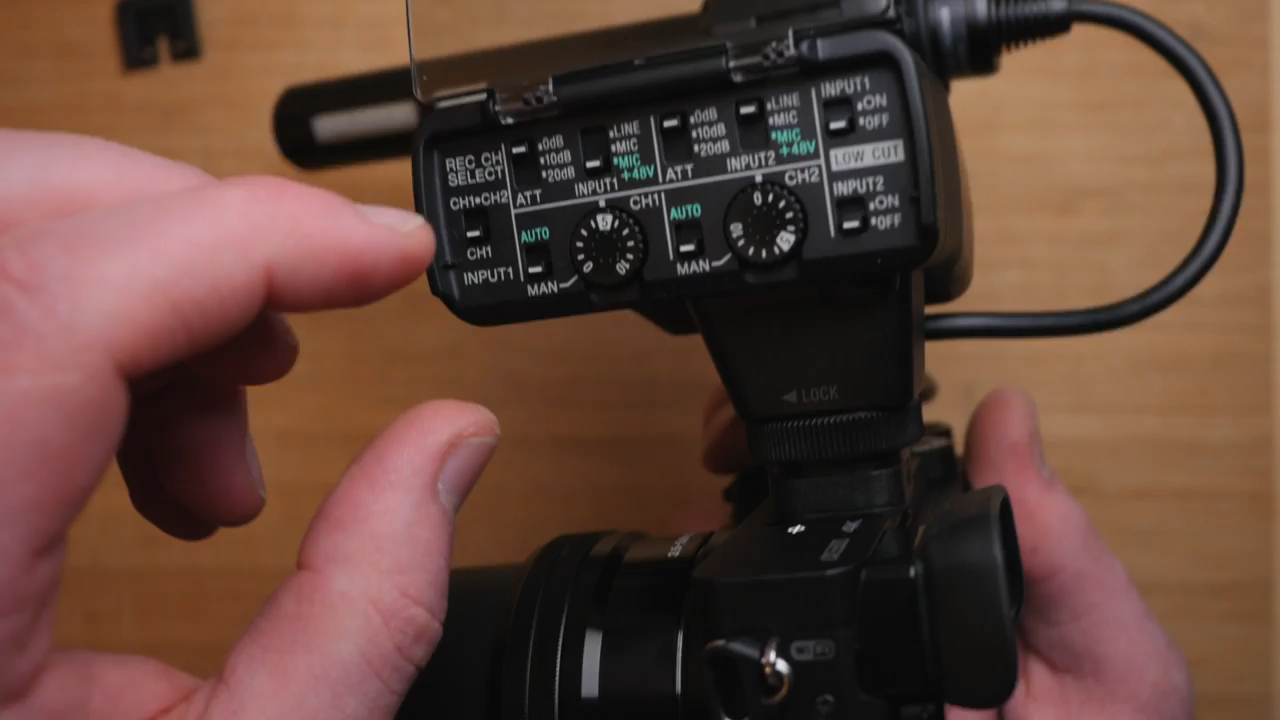 REC CH
SELECT
CH1•CH2
CH1
INPUT1
•0dB
•10dB
•20dB
ATT
•LINE
•MIC
•MIC
+48V
INPUT1
AUTO
MAN
CH1
5
0
10
•0dB
•10dB
•20dB
ATT
•LINE
•MIC
•MIC
+48V
INPUT2
AUTO
MAN
CH2
0
5
10
INPUT1
•ON
•OFF
LOW CUT
INPUT2
•ON
•OFF
◀ LOCK
4K